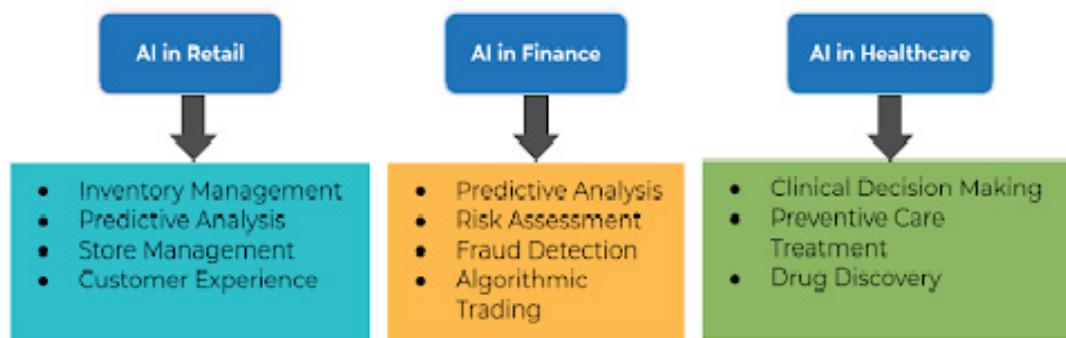 AI in Retail
AI in Finance
AI in Healthcare
● Inventory Management
● Predictive Analysis
● Store Management
● Customer Experience
● Predictive Analysis
● Risk Assessment
● Fraud Detection
● Algorithmic
Trading
● Clinical Decision Making
● Preventive Care
Treatment
● Drug Discovery